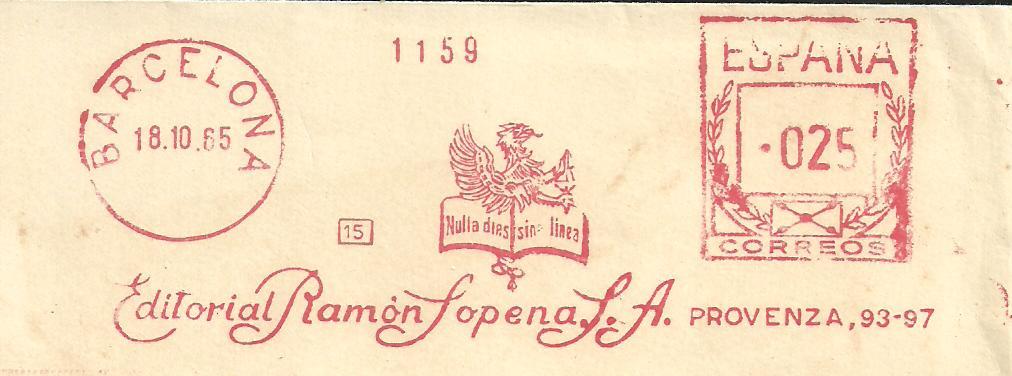 1159
ESPAÑA
BARCELONA
18.10.65
·025
Nulla dies sine linea
15
CORREOS
Editorial Ramón Sopena, S. A. PROVENZA, 93-97